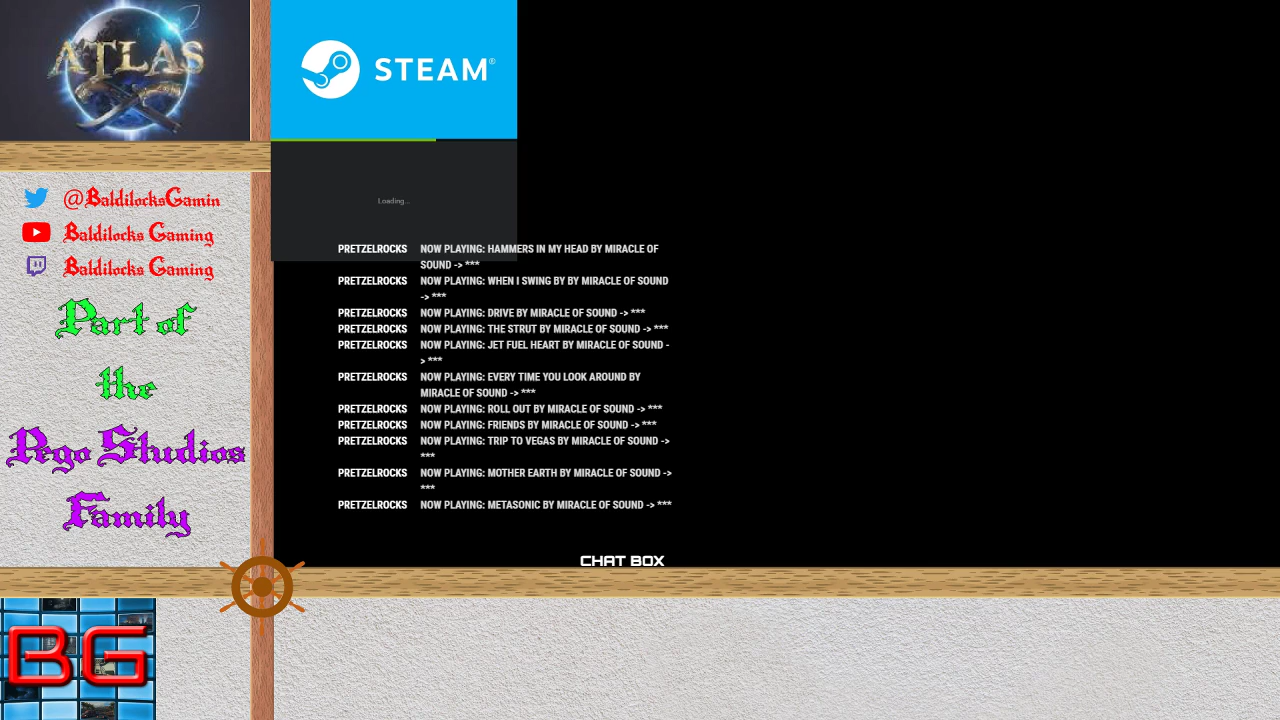 ATLAS
STEAM®
Loading...
@BaldilocksGamin
Baldilocks Gaming
Baldilocks Gaming
Part of
the
Pego Studios
Family
PRETZELROCKS NOW PLAYING: HAMMERS IN MY HEAD BY MIRACLE OF
SOUND -> ***
PRETZELROCKS NOW PLAYING: WHEN I SWING BY BY MIRACLE OF SOUND
-> ***
PRETZELROCKS NOW PLAYING: DRIVE BY MIRACLE OF SOUND -> ***
PRETZELROCKS NOW PLAYING: THE STRUT BY MIRACLE OF SOUND -> ***
PRETZELROCKS NOW PLAYING: JET FUEL HEART BY MIRACLE OF SOUND -
> ***
PRETZELROCKS NOW PLAYING: EVERY TIME YOU LOOK AROUND BY
MIRACLE OF SOUND -> ***
PRETZELROCKS NOW PLAYING: ROLL OUT BY MIRACLE OF SOUND -> ***
PRETZELROCKS NOW PLAYING: FRIENDS BY MIRACLE OF SOUND -> ***
PRETZELROCKS NOW PLAYING: TRIP TO VEGAS BY MIRACLE OF SOUND ->
***
PRETZELROCKS NOW PLAYING: MOTHER EARTH BY MIRACLE OF SOUND ->
***
PRETZELROCKS NOW PLAYING: METASONIC BY MIRACLE OF SOUND -> ***
CHAT BOX
BG